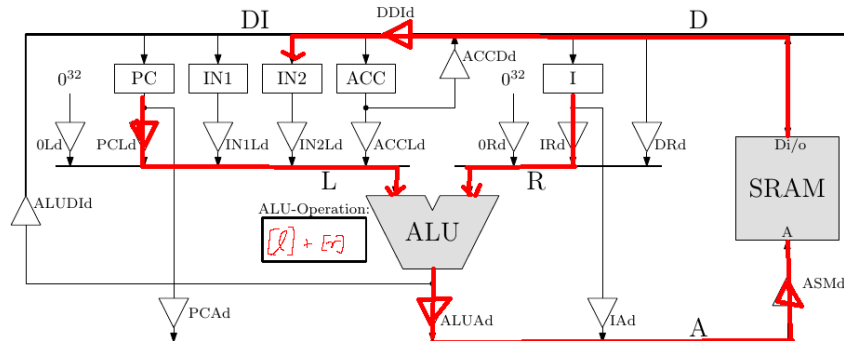 DI DDId D
ACCDd
0³² PC IN1 IN2 ACC 0³² I
0Ld PCLd IN1Ld IN2Ld ACCLd 0Rd IRd DRd
Di/o
L R SRAM
ALUDId ALU-Operation: ALU A
[l] + [r]
ASMd
PCAd ALUAd IAd A